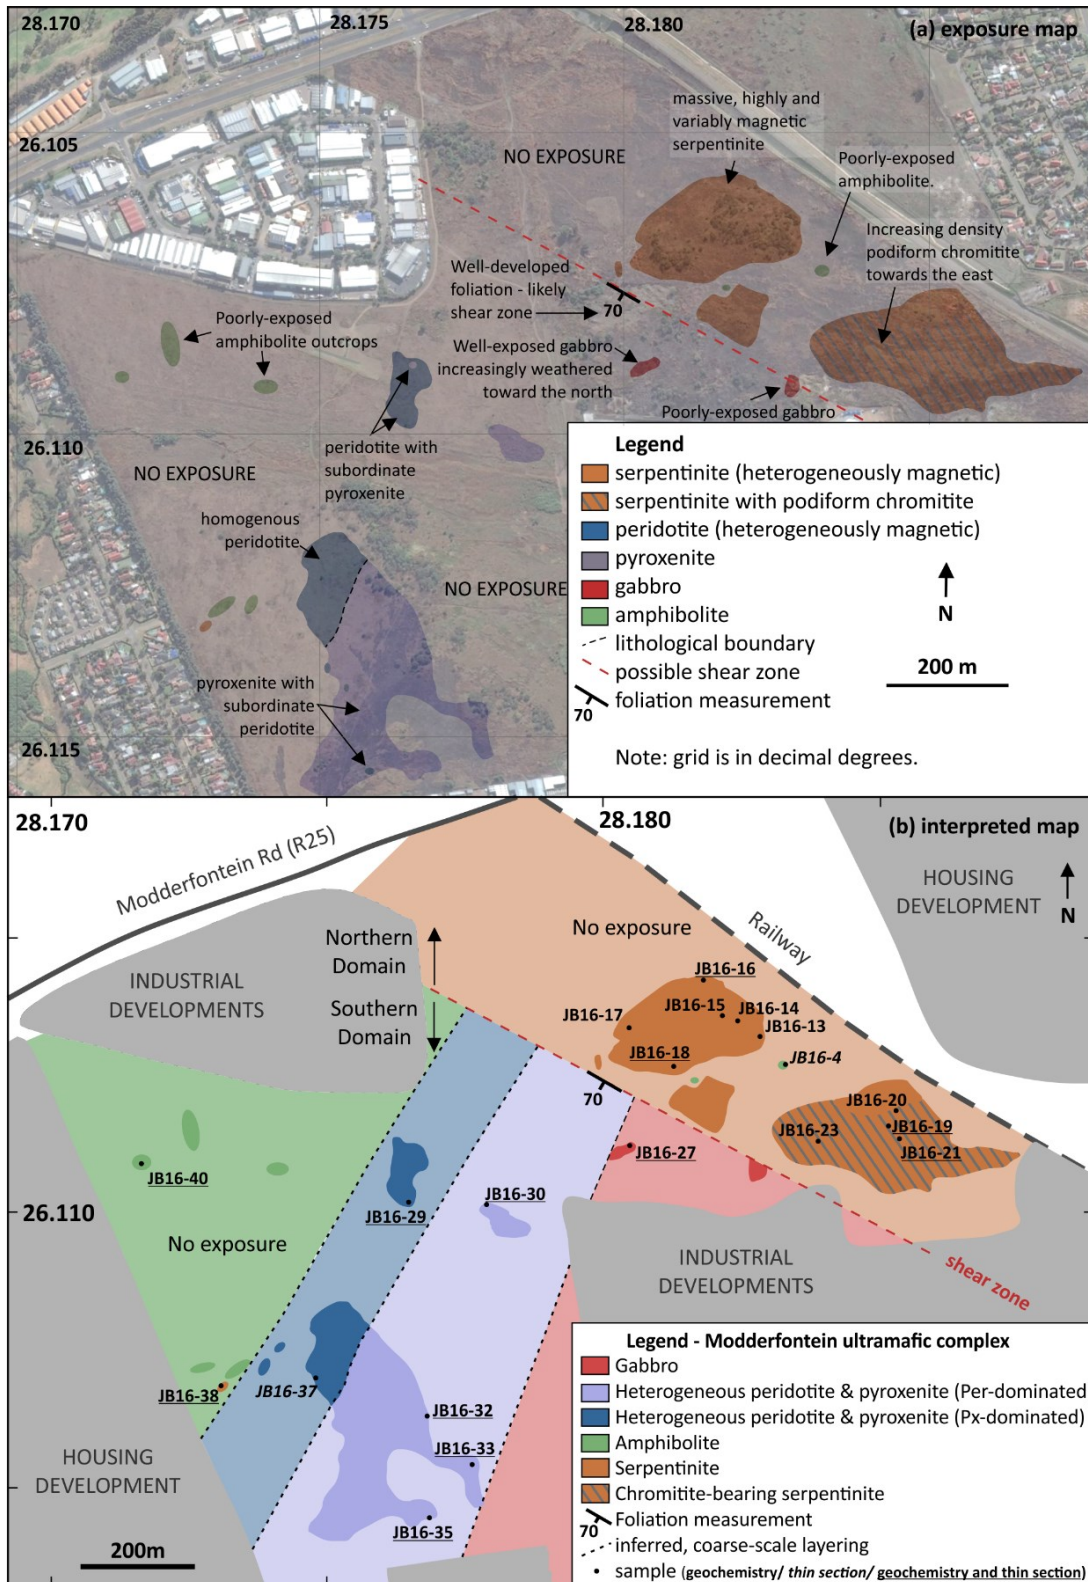 28.170
28.175
28.180
(a) exposure map
massive, highly and
variably magnetic
serpentinite
26.105
NO EXPOSURE
Poorly-exposed
amphibolite.
Increasing density
podiform chromitite
towards the east
Well-developed
foliation - likely
shear zone
70
Poorly-exposed
amphibolite outcrops
Well-exposed gabbro
increasingly weathered
toward the north
Poorly-exposed gabbro
26.110
peridotite with
subordinate
pyroxenite
NO EXPOSURE
homogenous
peridotite
NO EXPOSURE
pyroxenite with
subordinate
peridotite
26.115
Legend
serpentinite (heterogeneously magnetic)
serpentinite with podiform chromitite
peridotite (heterogeneously magnetic)
pyroxenite
gabbro
amphibolite
lithological boundary
possible shear zone
70 foliation measurement
N
200 m
Note: grid is in decimal degrees.
28.170
28.180
(b) interpreted map
Modderfontein Rd (R25)
HOUSING
DEVELOPMENT
N
Railway
No exposure
Northern
Domain
Southern
Domain
INDUSTRIAL
DEVELOPMENTS
JB16-16
JB16-15
JB16-14
JB16-17
JB16-13
JB16-18
JB16-4
70
JB16-20
JB16-19
JB16-23
JB16-21
JB16-27
JB16-40
JB16-30
JB16-29
26.110
No exposure
INDUSTRIAL
DEVELOPMENTS
shear zone
JB16-38
JB16-37
JB16-32
JB16-33
JB16-35
HOUSING
DEVELOPMENT
200m
Legend - Modderfontein ultramafic complex
Gabbro
Heterogeneous peridotite & pyroxenite (Per-dominated
Heterogeneous peridotite & pyroxenite (Px-dominated)
Amphibolite
Serpentinite
Chromitite-bearing serpentinite
70 Foliation measurement
inferred, coarse-scale layering
sample (geochemistry/ thin section/ geochemistry and thin section)